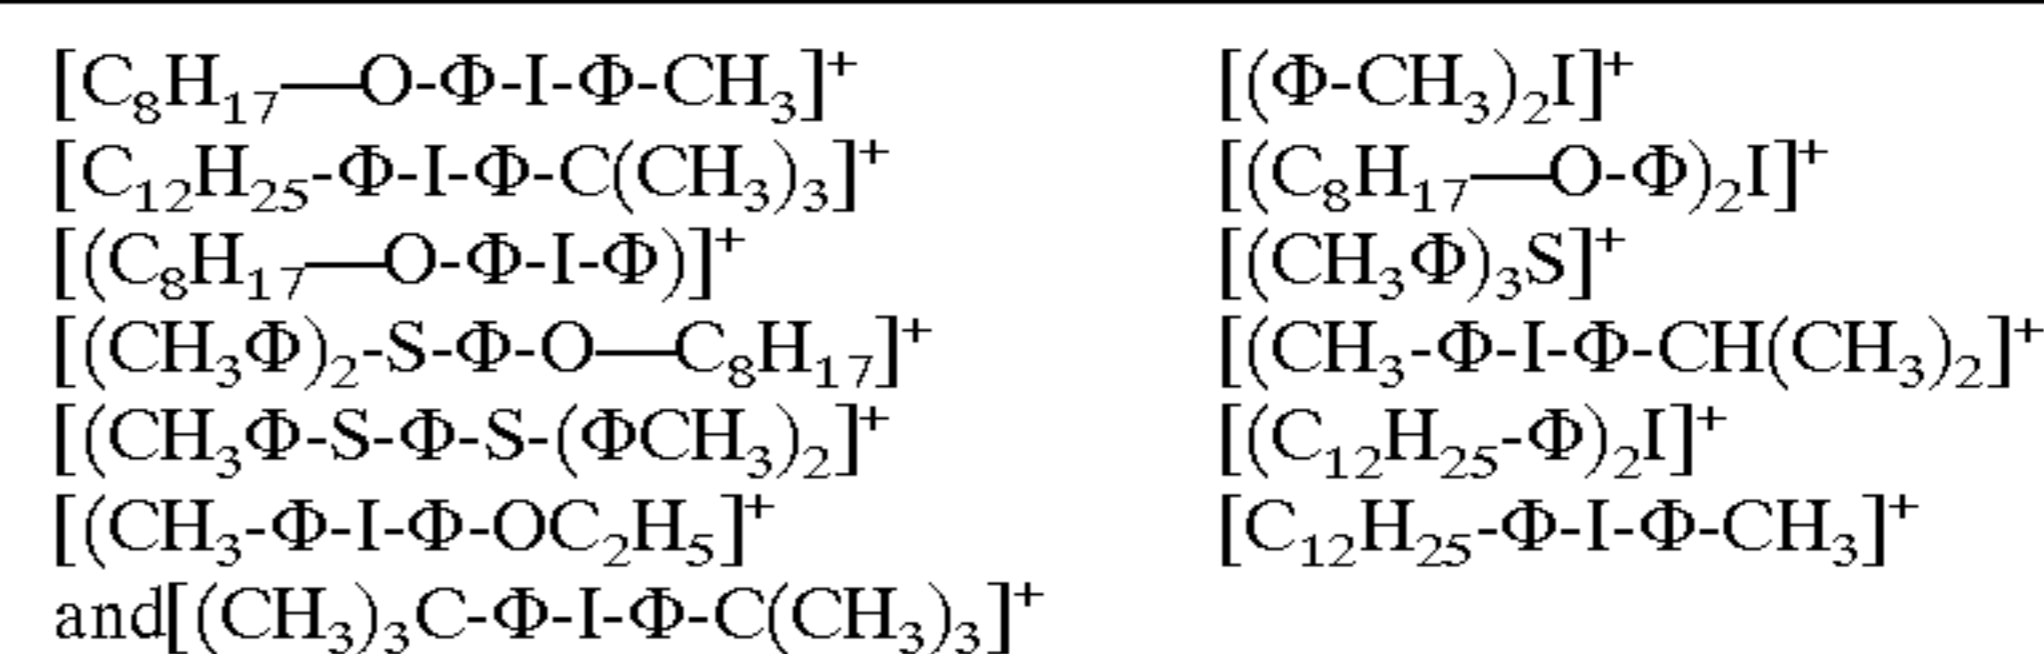 [C₈H₁₇—O-Φ-I-Φ-CH₃]⁺ [(Φ-CH₃)₂I]⁺
[C₁₂H₂₅-Φ-I-Φ-C(CH₃)₃]⁺ [(C₈H₁₇—O-Φ)₂I]⁺
[(C₈H₁₇—O-Φ-I-Φ)]⁺ [(CH₃Φ)₃S]⁺
[(CH₃Φ)₂-S-Φ-O—C₈H₁₇]⁺ [(CH₃-Φ-I-Φ-CH(CH₃)₂]⁺
[(CH₃Φ-S-Φ-S-(ΦCH₃)₂]⁺ [(C₁₂H₂₅-Φ)₂I]⁺
[(CH₃-Φ-I-Φ-OC₂H₅]⁺ [C₁₂H₂₅-Φ-I-Φ-CH₃]⁺
and[(CH₃)₃C-Φ-I-Φ-C(CH₃)₃]⁺